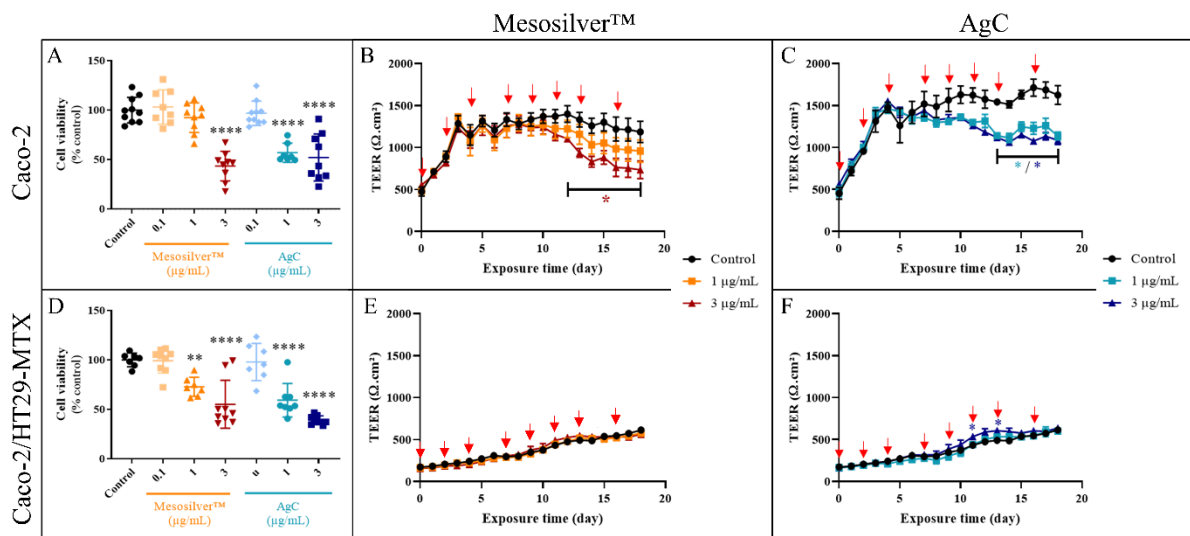 Mesosilver™
AgC
Caco-2
A
Cell viability
(% control)
150
100
50
0
****
****
****
Control
0,1
1
3
0,1
1
3
Mesosilver™
(µg/mL)
AgC
(µg/mL)
B
TEER (Ω.cm²)
2000
1500
1000
500
0
*
0
5
10
15
20
Exposure time (day)
Control
1 µg/mL
3 µg/mL
C
TEER (Ω.cm²)
2000
1500
1000
500
0
*/*
0
5
10
15
20
Exposure time (day)
Control
1 µg/mL
3 µg/mL
Caco-2/HT29-MTX
D
Cell viability
(% control)
150
100
50
0
**
****
****
****
Control
0,1
1
3
1
3
Mesosilver™
(µg/mL)
AgC
(µg/mL)
E
TEER (Ω.cm²)
2000
1500
1000
500
0
0
5
10
15
20
Exposure time (day)
F
TEER (Ω.cm²)
2000
1500
1000
500
0
* *
0
5
10
15
20
Exposure time (day)